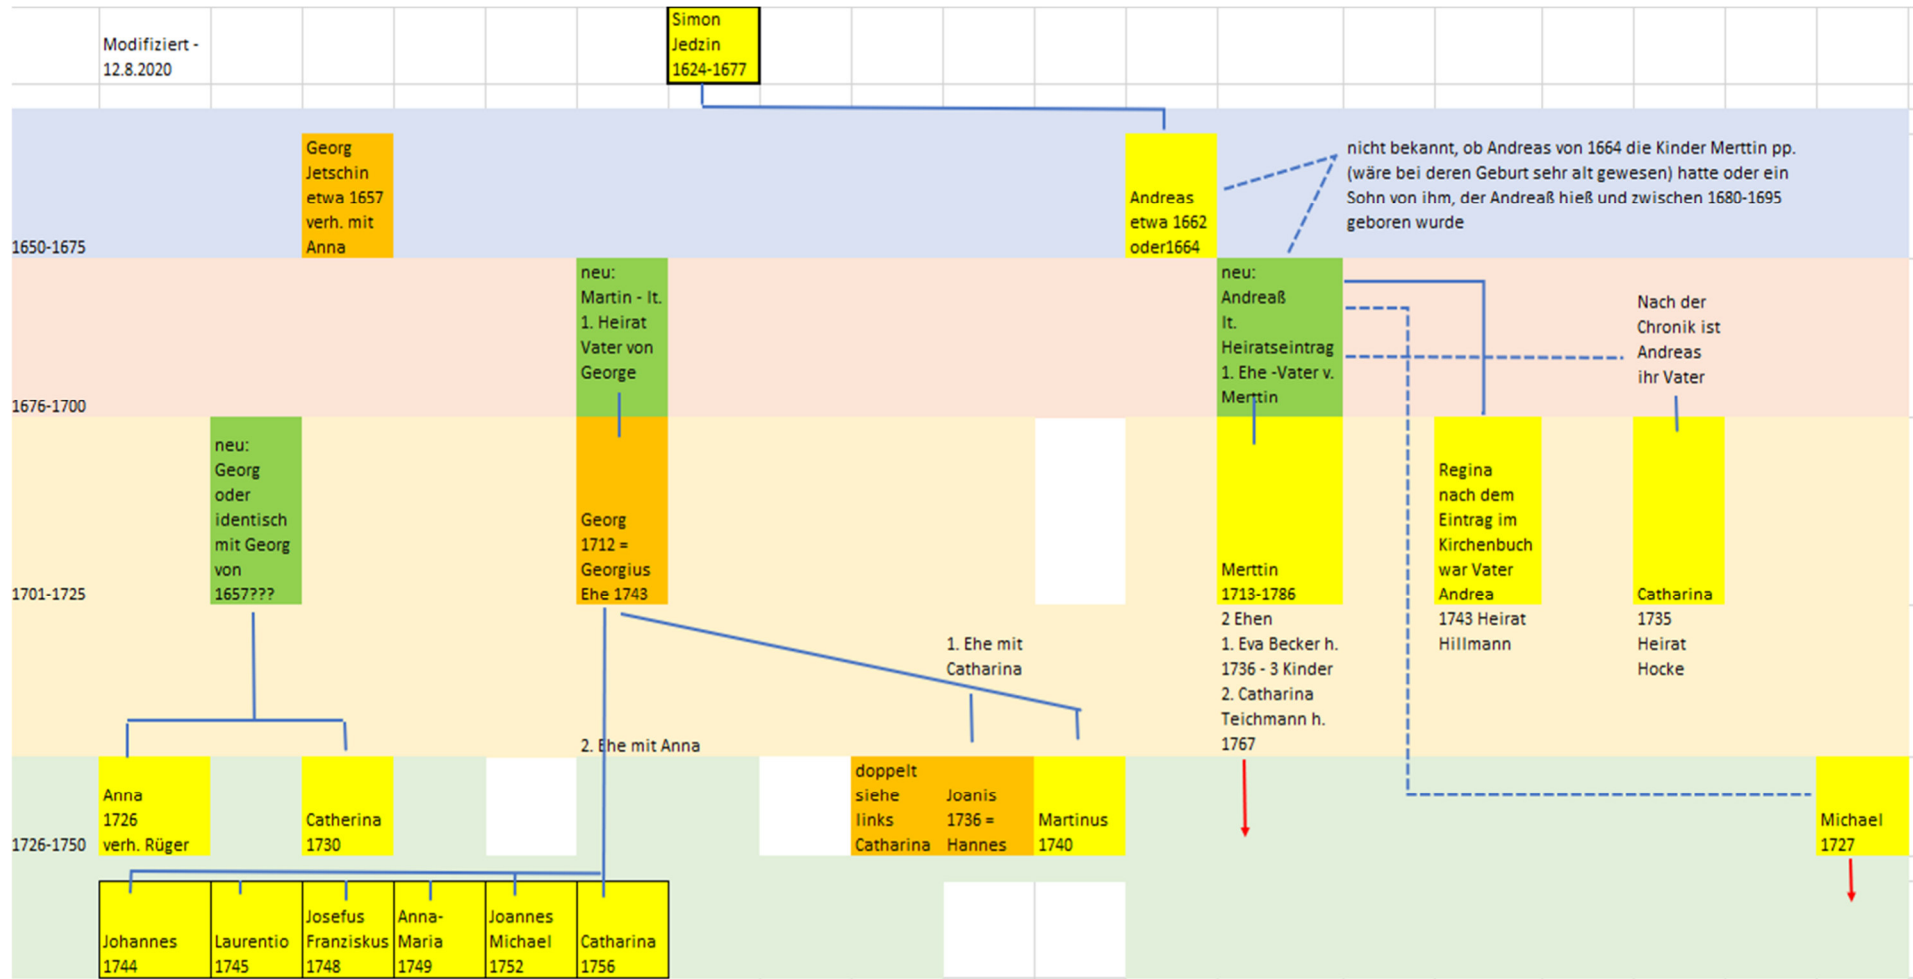 Modifiziert -
12.8.2020
Simon
Jedzin
1624-1677
1650-1675
Georg
Jetschin
etwa 1657
verh. mit
Anna
Andreas
etwa 1662
oder1664
nicht bekannt, ob Andreas von 1664 die Kinder Merttin pp.
(wäre bei deren Geburt sehr alt gewesen) hatte oder ein
Sohn von ihm, der Andreaß hieß und zwischen 1680-1695
geboren wurde
1676-1700
neu:
Martin - lt.
1. Heirat
Vater von
George
neu:
Andreaß
lt.
Heiratseintrag
1. Ehe -Vater v.
Merttin
Nach der
Chronik ist
Andreas
ihr Vater
1701-1725
neu:
Georg
oder
identisch
mit Georg
von
1657???
Georg
1712 =
Georgius
Ehe 1743
Merttin
1713-1786
2 Ehen
1. Eva Becker h.
1736 - 3 Kinder
2. Catharina
Teichmann h.
1767
Regina
nach dem
Eintrag im
Kirchenbuch
war Vater
Andrea
1743 Heirat
Hillmann
Catharina
1735
Heirat
Hocke
1. Ehe mit
Catharina
2. Ehe mit Anna
1726-1750
Anna
1726
verh. Rüger
Catherina
1730
doppelt
siehe
links
Catharina
Joanis
1736 =
Hannes
Martinus
1740
Michael
1727
Johannes
1744
Laurentio
1745
Josefus
Franziskus
1748
Anna-
Maria
1749
Joannes
Michael
1752
Catharina
1756